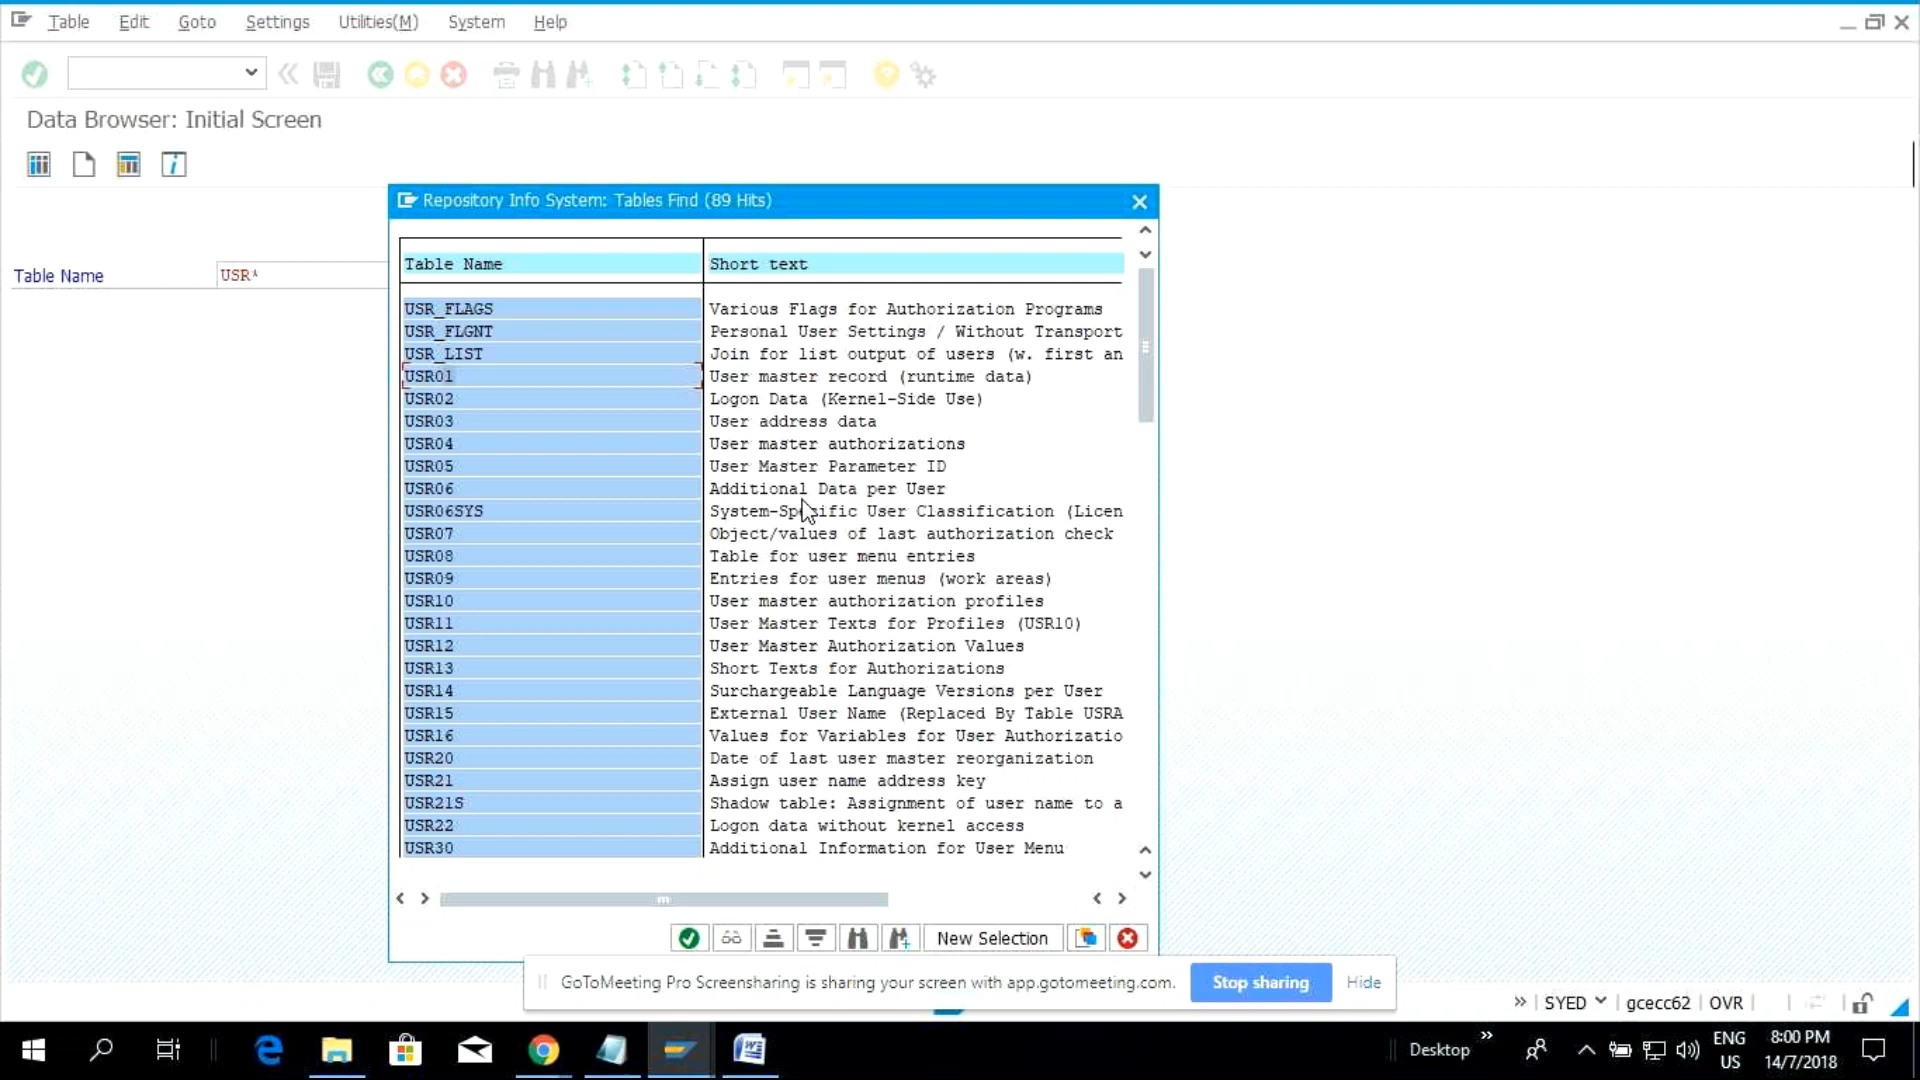 Table Edit Goto Settings Utilities(M) System Help
Data Browser: Initial Screen
Repository Info System: Tables Find (89 Hits)
Table Name USR*
Table Name Short text
USR_FLAGS Various Flags for Authorization Programs
USR_FLGNT Personal User Settings / Without Transport
USR_LIST Join for list output of users (w. first an
USR01 User master record (runtime data)
USR02 Logon Data (Kernel-Side Use)
USR03 User address data
USR04 User master authorizations
USR05 User Master Parameter ID
USR06 Additional Data per User
USR06SYS System-Specific User Classification (Licen
USR07 Object/values of last authorization check
USR08 Table for user menu entries
USR09 Entries for user menus (work areas)
USR10 User master authorization profiles
USR11 User Master Texts for Profiles (USR10)
USR12 User Master Authorization Values
USR13 Short Texts for Authorizations
USR14 Surchargeable Language Versions per User
USR15 External User Name (Replaced By Table USRA
USR16 Values for Variables for User Authorizatio
USR20 Date of last user master reorganization
USR21 Assign user name address key
USR21S Shadow table: Assignment of user name to a
USR22 Logon data without kernel access
USR30 Additional Information for User Menu
New Selection
GoToMeeting Pro Screensharing is sharing your screen with app.gotomeeting.com. Stop sharing Hide
SYED gcecc62 OVR
Desktop ENG US 8:00 PM 14/7/2018